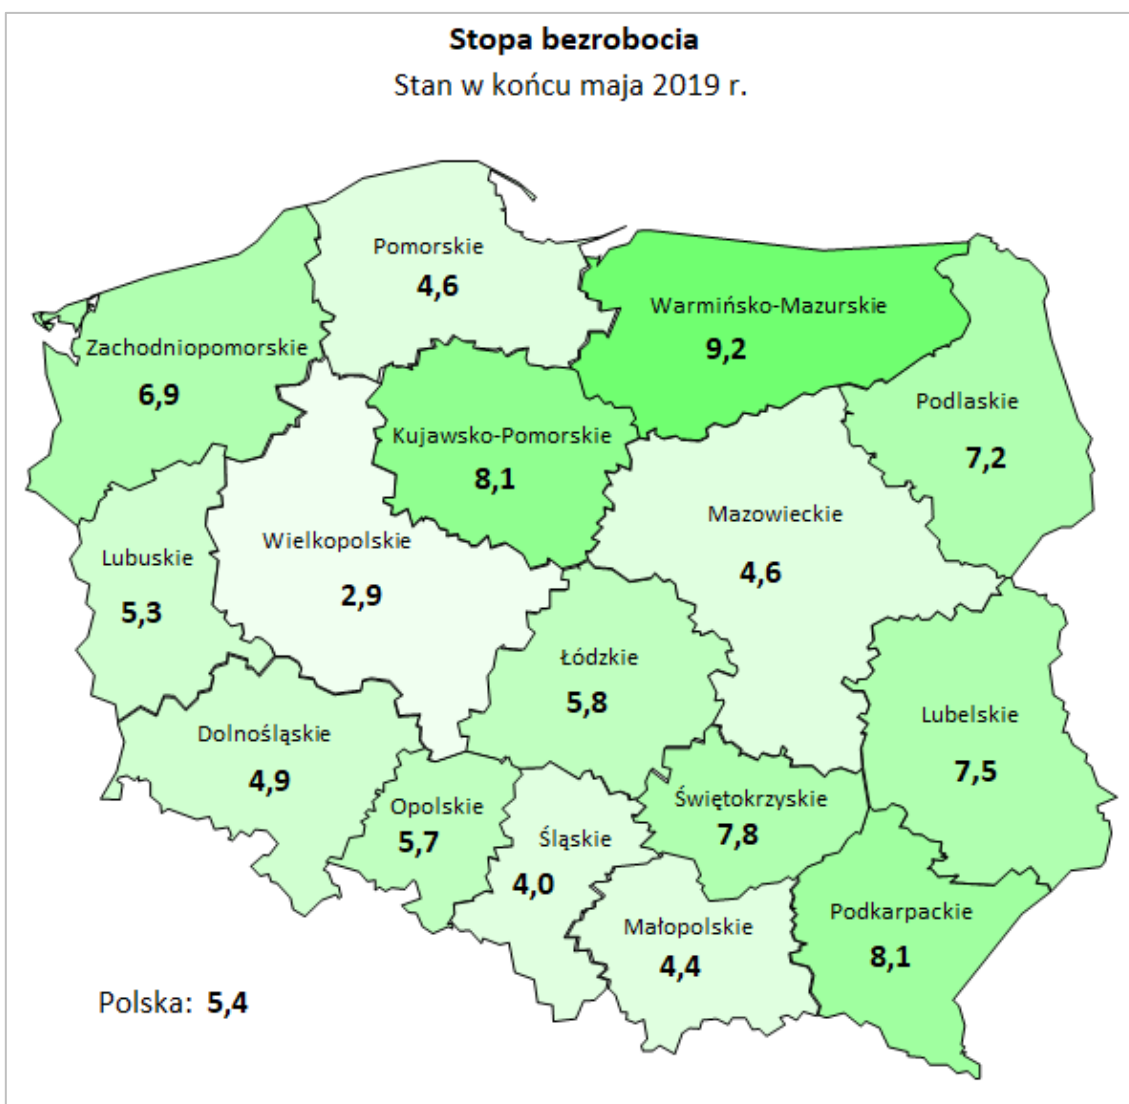 Stopa bezrobocia
Stan w końcu maja 2019 r.
Pomorskie
4,6
Warmińsko-Mazurskie
9,2
Zachodniopomorskie
6,9
Podlaskie
7,2
Kujawsko-Pomorskie
8,1
Mazowieckie
4,6
Wielkopolskie
2,9
Lubuskie
5,3
Łódzkie
5,8
Lubelskie
7,5
Dolnośląskie
4,9
Opolskie
5,7
Świętokrzyskie
7,8
Śląskie
4,0
Podkarpackie
8,1
Małopolskie
4,4
Polska: 5,4